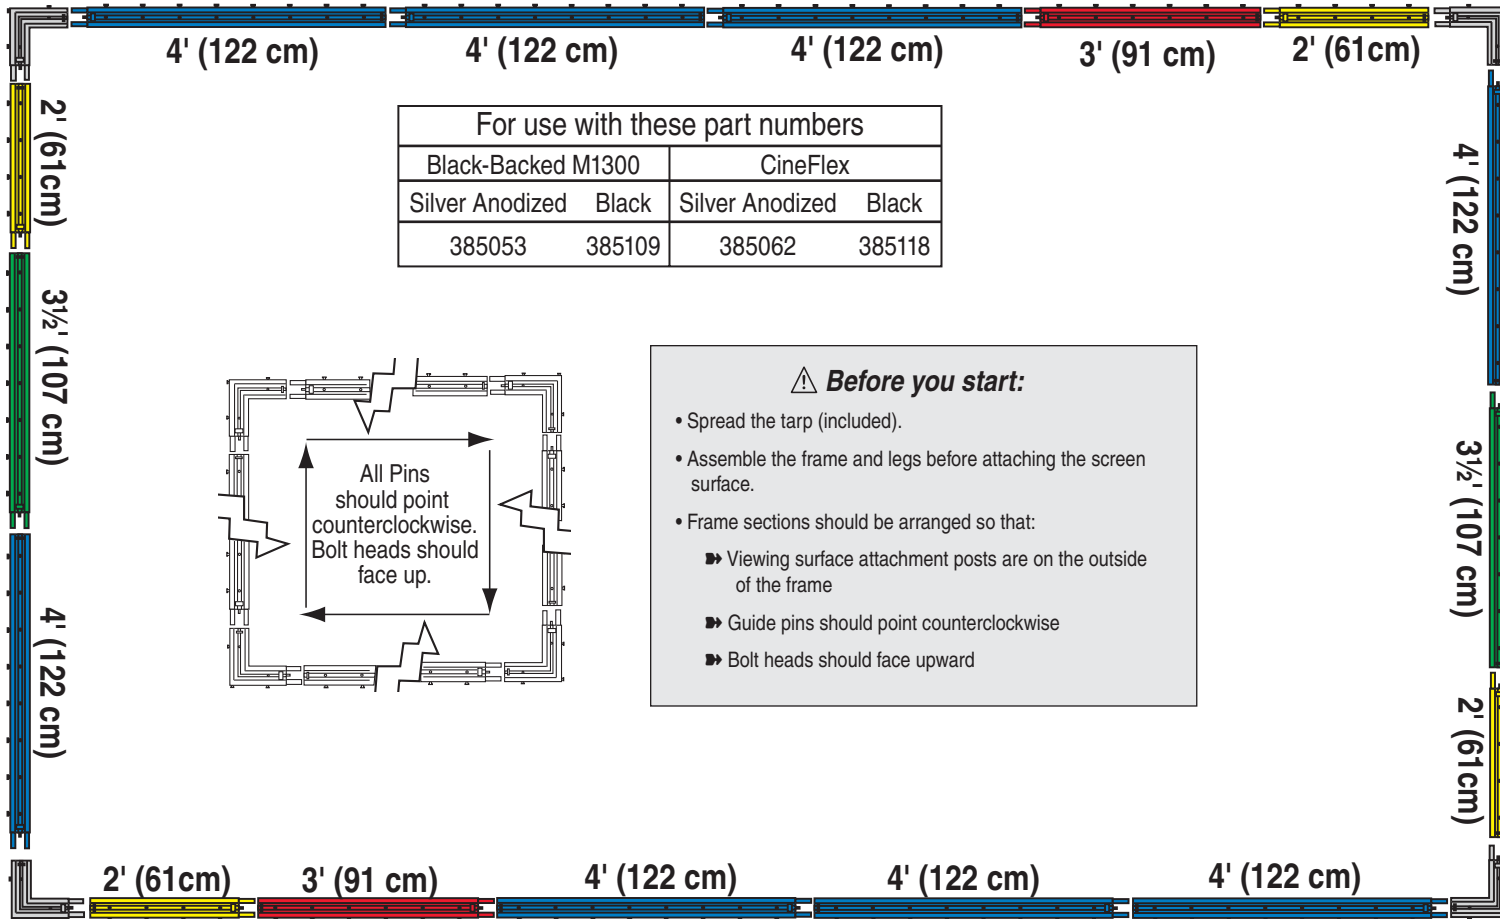 4' (122 cm) 4' (122 cm) 4' (122 cm) 3' (91 cm) 2' (61cm)
2' (61cm)
3½' (107 cm)
4' (122 cm)
For use with these part numbers
Black-Backed M1300 CineFlex
Silver Anodized Black Silver Anodized Black
385053 385109 385062 385118
All Pins
should point
counterclockwise.
Bolt heads should
face up.
⚠ Before you start:
• Spread the tarp (included).
• Assemble the frame and legs before attaching the screen
surface.
• Frame sections should be arranged so that:
➽ Viewing surface attachment posts are on the outside
of the frame
➽ Guide pins should point counterclockwise
➽ Bolt heads should face upward
4' (122 cm)
3½' (107 cm)
2' (61cm)
2' (61cm) 3' (91 cm) 4' (122 cm) 4' (122 cm) 4' (122 cm)